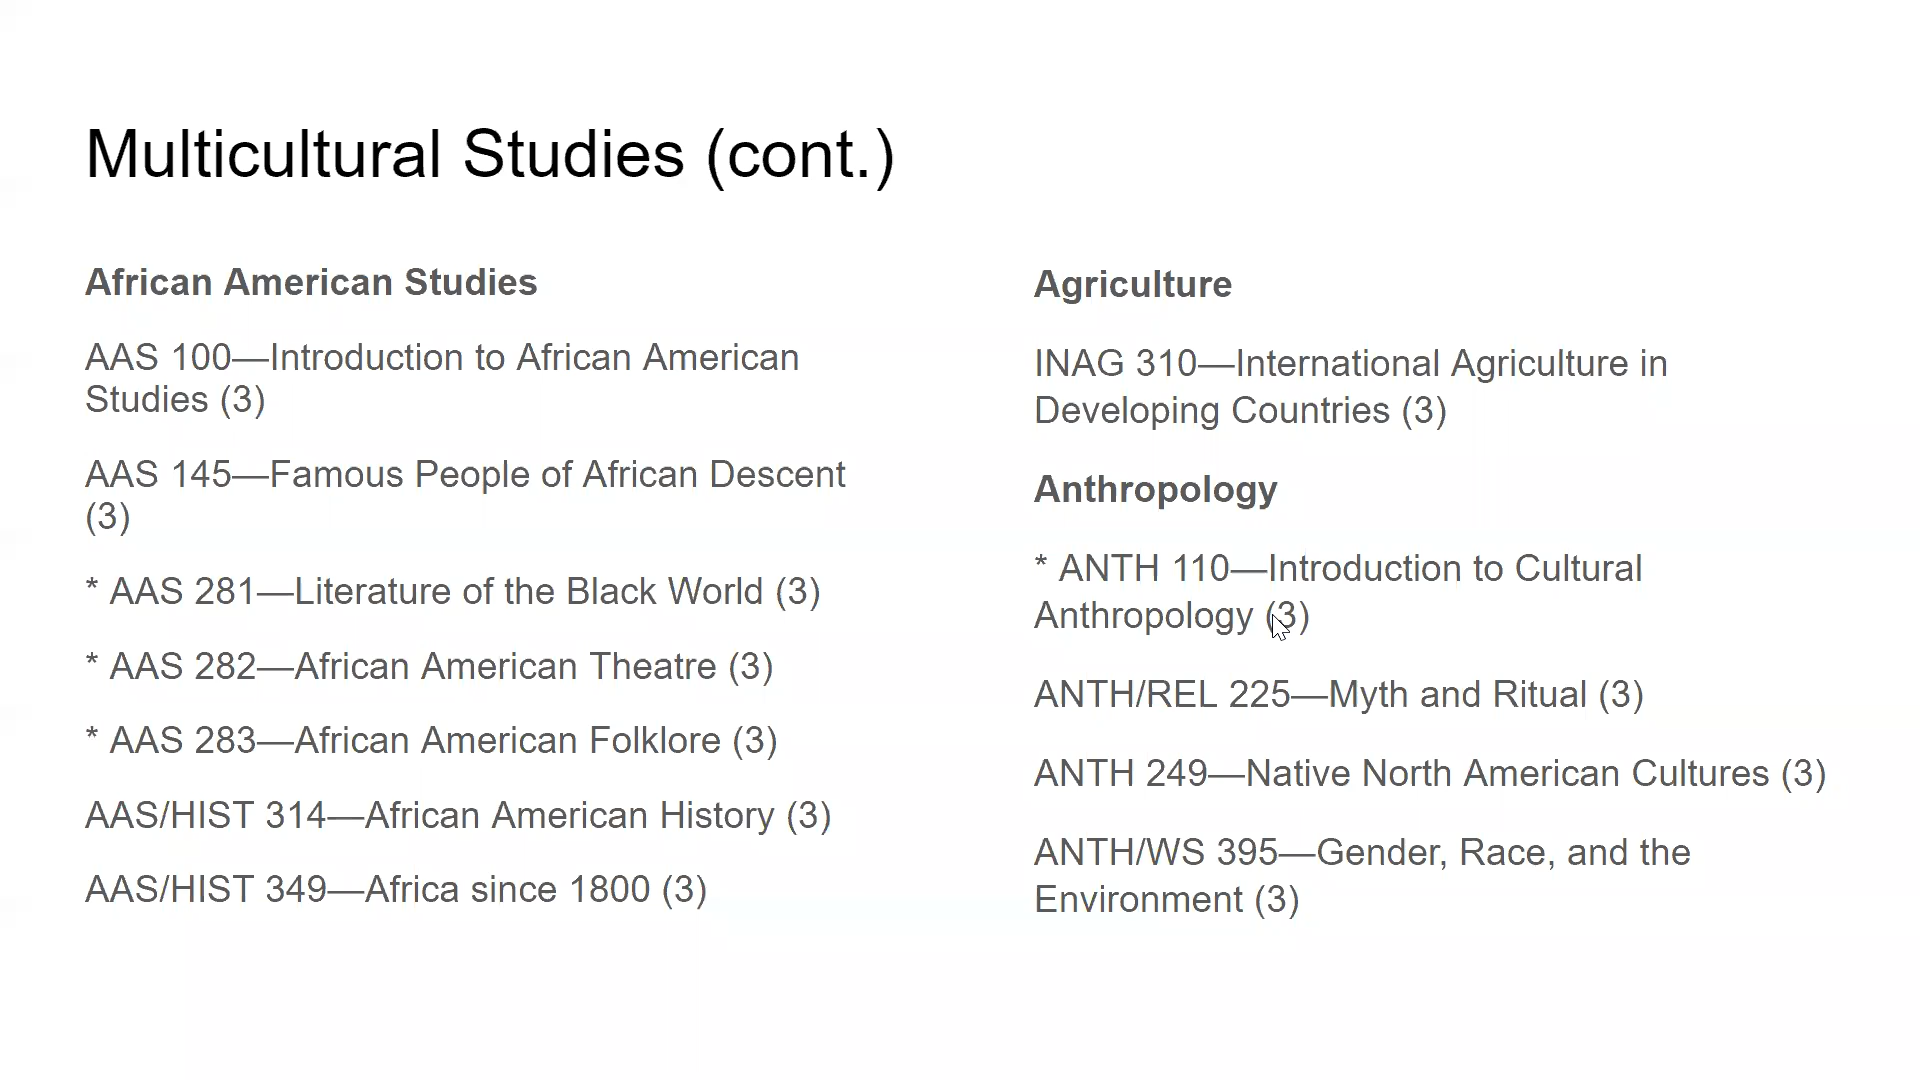 Multicultural Studies (cont.)
African American Studies
AAS 100—Introduction to African American
Studies (3)
AAS 145—Famous People of African Descent
(3)
* AAS 281—Literature of the Black World (3)
* AAS 282—African American Theatre (3)
* AAS 283—African American Folklore (3)
AAS/HIST 314—African American History (3)
AAS/HIST 349—Africa since 1800 (3)
Agriculture
INAG 310—International Agriculture in
Developing Countries (3)
Anthropology
* ANTH 110—Introduction to Cultural
Anthropology (3)
ANTH/REL 225—Myth and Ritual (3)
ANTH 249—Native North American Cultures (3)
ANTH/WS 395—Gender, Race, and the
Environment (3)